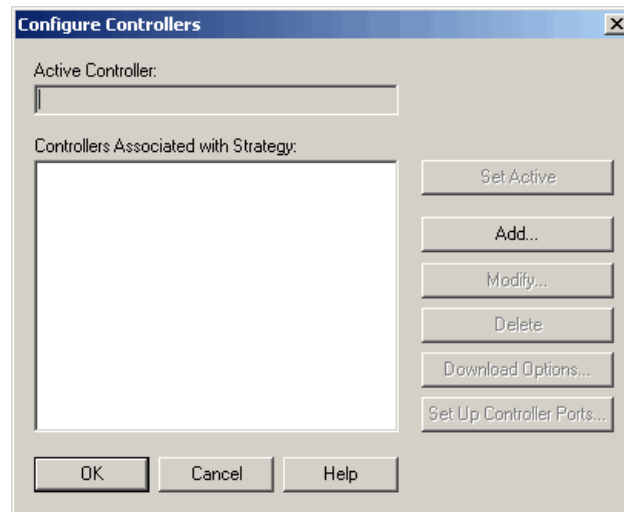 Configure Controllers
Active Controller:
Controllers Associated with Strategy:
Set Active
Add...
Modify...
Delete
Download Options...
Set Up Controller Ports...
OK
Cancel
Help